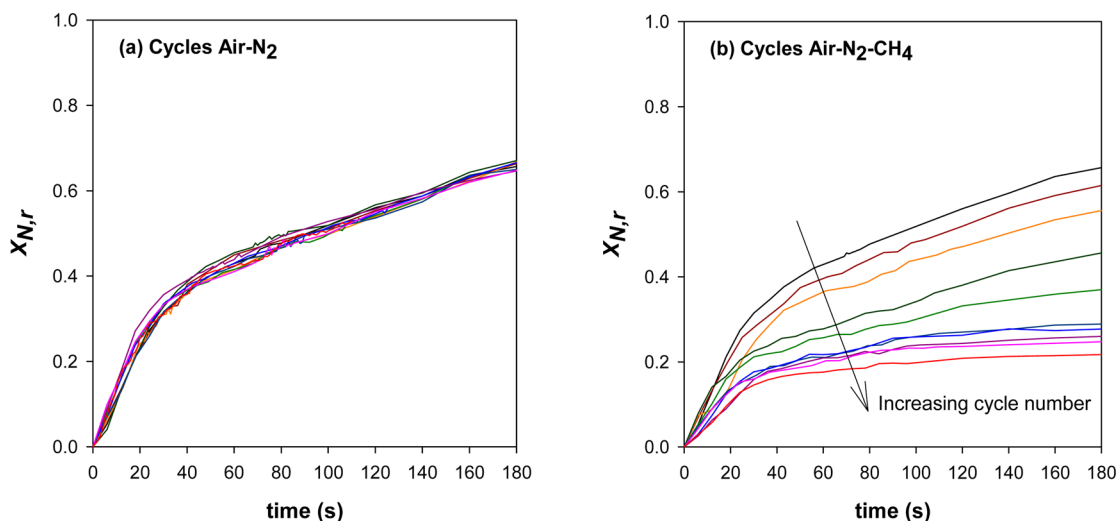 (a) Cycles Air-N2
1.0
0.8
0.6
0.4
0.2
0.0
XN,r
0 20 40 60 80 100 120 140 160 180
time (s)
(b) Cycles Air-N2-CH4
1.0
0.8
0.6
0.4
0.2
0.0
XN,r
Increasing cycle number
0 20 40 60 80 100 120 140 160 180
time (s)